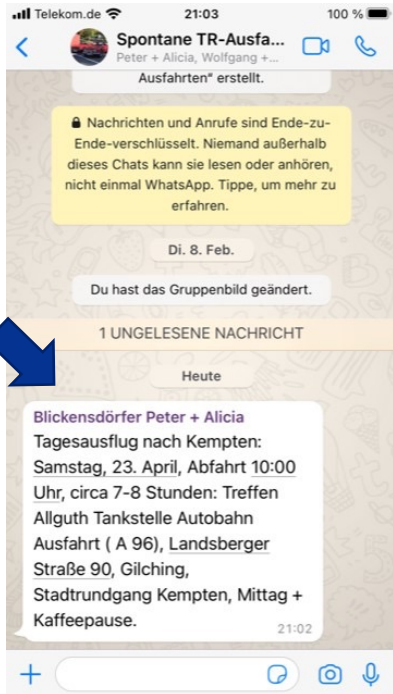 Telekom.de
21:03
100 %
Spontane TR-Ausfa...
Peter + Alicia, Wolfgang +...
Ausfahrten“ erstellt.
Nachrichten und Anrufe sind Ende-zu-
Ende-verschlüsselt. Niemand außerhalb
dieses Chats kann sie lesen oder anhören,
nicht einmal WhatsApp. Tippe, um mehr zu
erfahren.
Di. 8. Feb.
Du hast das Gruppenbild geändert.
1 UNGELESENE NACHRICHT
Heute
Blickensdörfer Peter + Alicia
Tagesausflug nach Kempten:
Samstag, 23. April, Abfahrt 10:00
Uhr, circa 7-8 Stunden: Treffen
Allguth Tankstelle Autobahn
Ausfahrt ( A 96), Landsberger
Straße 90, Gilching,
Stadtrundgang Kempten, Mittag +
Kaffeepause.
21:02